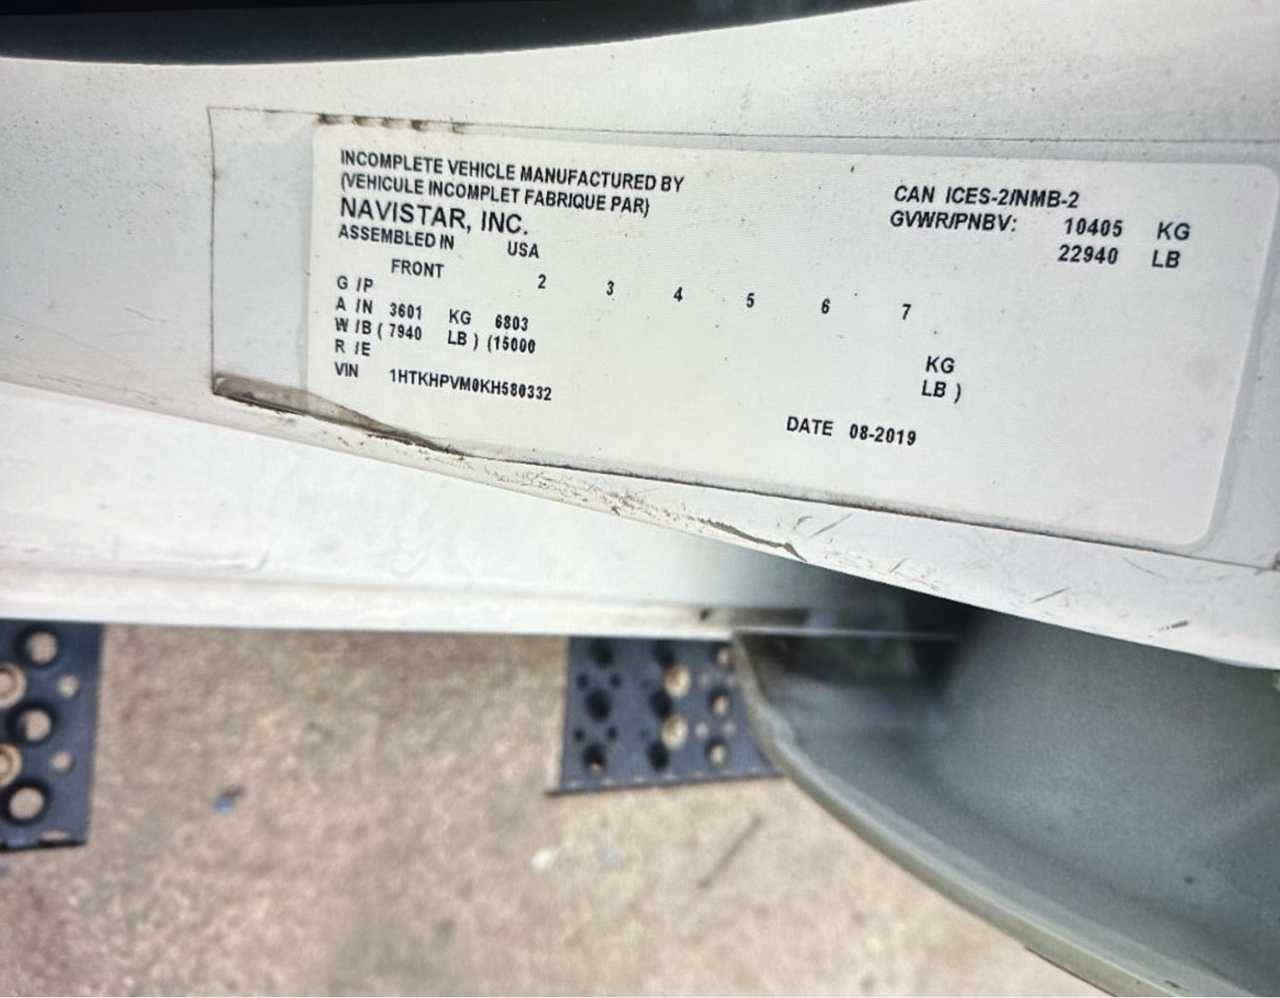 INCOMPLETE VEHICLE MANUFACTURED BY
(VEHICULE INCOMPLET FABRIQUE PAR)
NAVISTAR, INC.
ASSEMBLED IN USA
CAN ICES-2/NMB-2
GVWR/PNBV: 10405 KG
22940 LB
FRONT 2 3 4 5 6 7
G /P
A /N 3601 KG 6803 KG
W /B ( 7940 LB ) (15000 LB )
R /E
VIN 1HTKHPVM0KH580332
DATE 08-2019